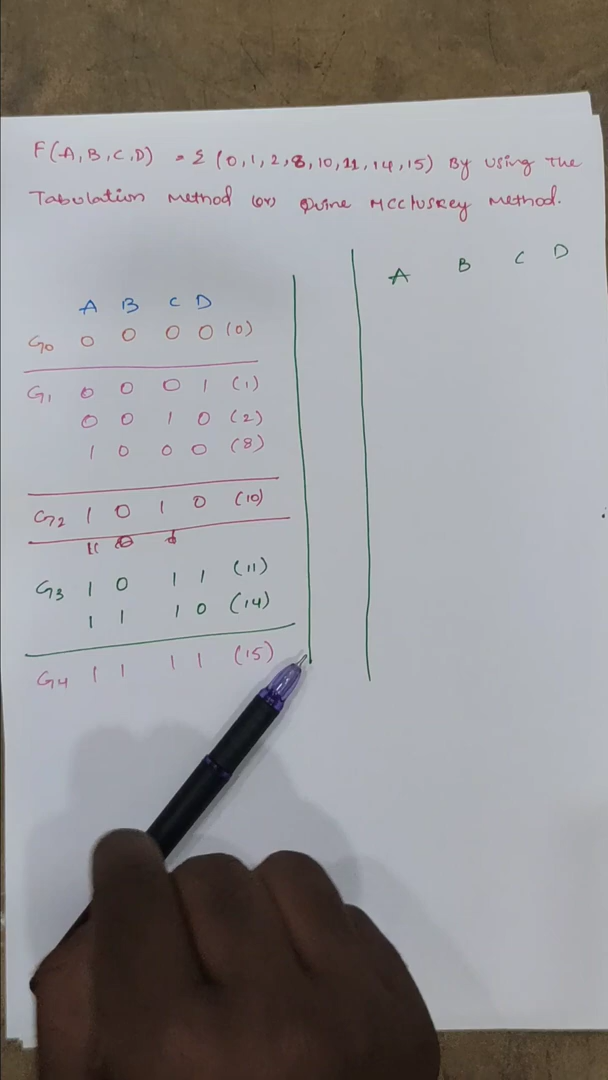 F(A,B,C,D) = Σ (0,1,2,8,10,11,14,15) By Using The
Tabulation Method (or) Quine McCluskey Method.
A B C D
G0 0 0 0 0 (0)
G1 0 0 0 1 (1)
0 0 1 0 (2)
1 0 0 0 (8)
G2 1 0 1 0 (10)
G3 1 0 1 1 (11)
1 1 1 0 (14)
G4 1 1 1 1 (15)
A B C D